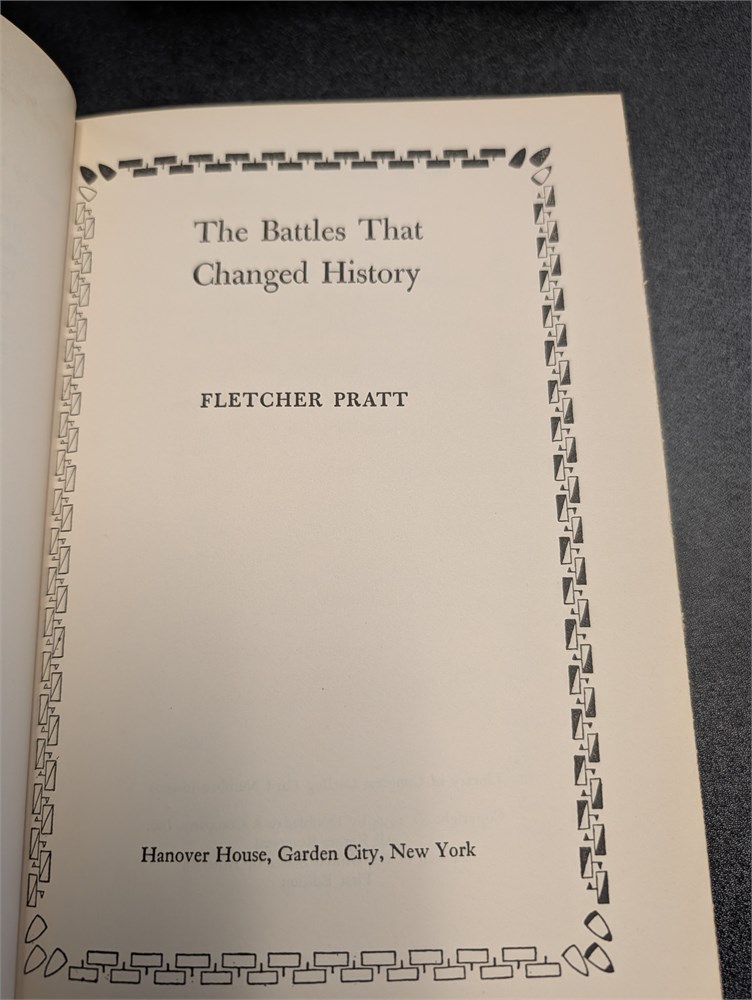 The Battles That
Changed History
FLETCHER PRATT
Hanover House, Garden City, New York